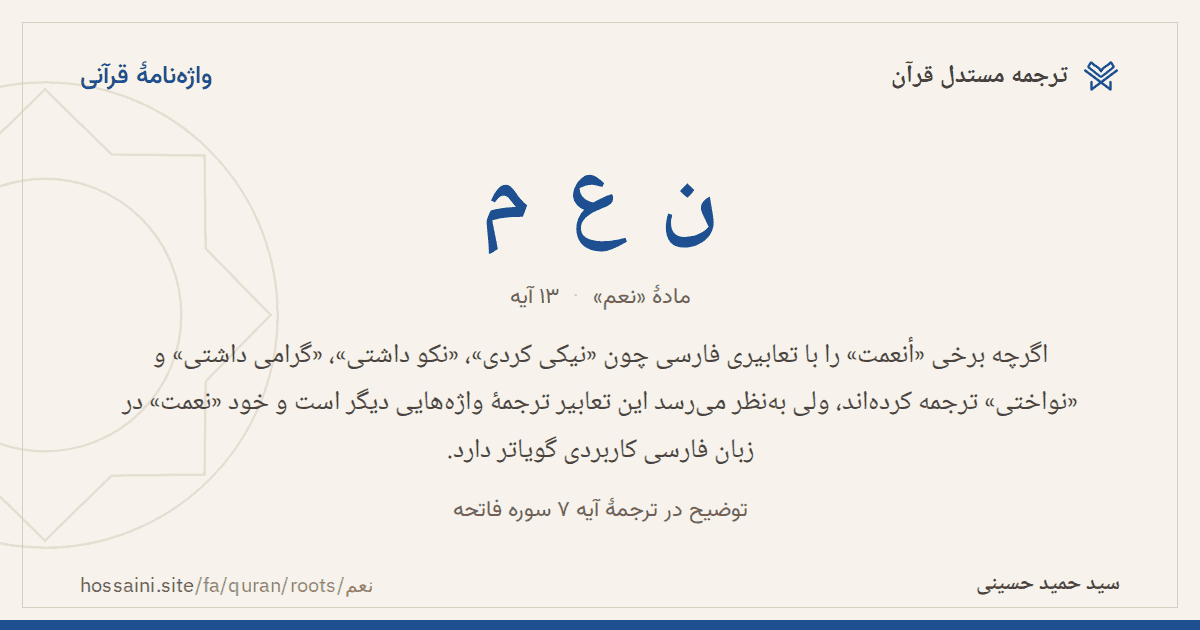 ترجمه مستدل قرآن
واژه‌نامهٔ قرآنی
ن ع م
مادهٔ «نعم» · ۱۳ آیه
اگرچه برخی «أنعمت» را با تعابیری فارسی چون «نیکی کردی»، «نکو داشتی»، «گرامی داشتی» و
«نواختی» ترجمه کرده‌اند، ولی به‌نظر می‌رسد این تعابیر ترجمهٔ واژه‌هایی دیگر است و خود «نعمت» در
زبان فارسی کاربردی گویاتر دارد.
توضیح در ترجمهٔ آیه ۷ سوره فاتحه
سید حمید حسینی
hossaini.site/fa/quran/roots/نعم